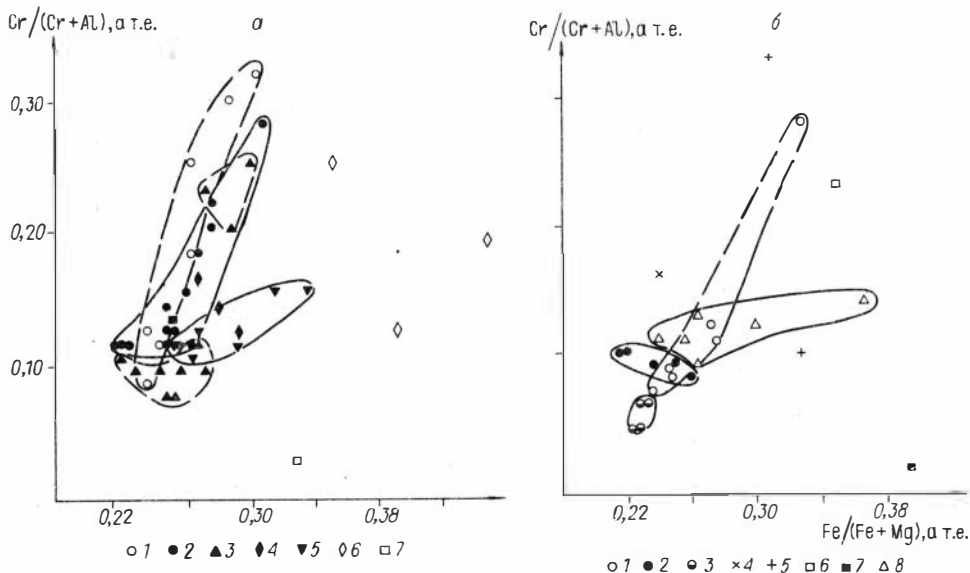 Cr/(Cr+Al), а т.е.
а
0,30
0,20
0,10
0,22 0,30 0,38
○ 1 ● 2 ▲ 3 ♦ 4 ▼ 5 ◊ 6 □ 7
Cr/(Cr+Al), а т.е.
б
0,22 0,30 0,38
Fe/(Fe+Mg), а т.е.
○ 1 ● 2 ◒ 3 × 4 + 5 □ 6 ■ 7 △ 8